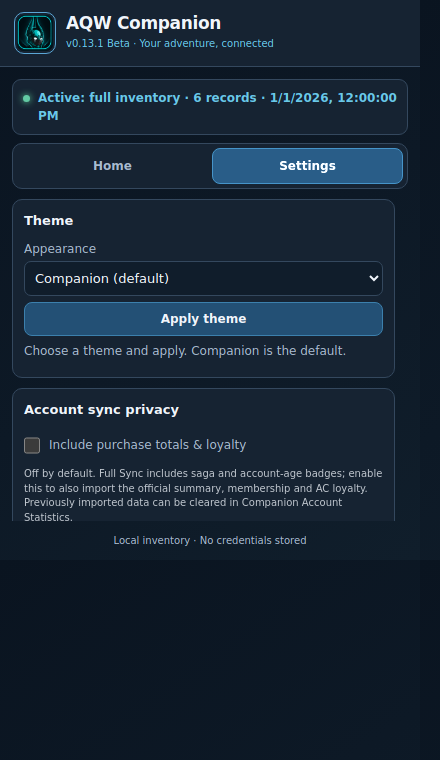 AQW Companion
v0.13.1 Beta · Your adventure, connected
Active: full inventory · 6 records · 1/1/2026, 12:00:00
PM
Home
Settings
Theme
Appearance
Companion (default)
Apply theme
Choose a theme and apply. Companion is the default.
Account sync privacy
Include purchase totals & loyalty
Off by default. Full Sync includes saga and account-age badges; enable
this to also import the official summary, membership and AC loyalty.
Previously imported data can be cleared in Companion Account
Statistics.
Local inventory · No credentials stored